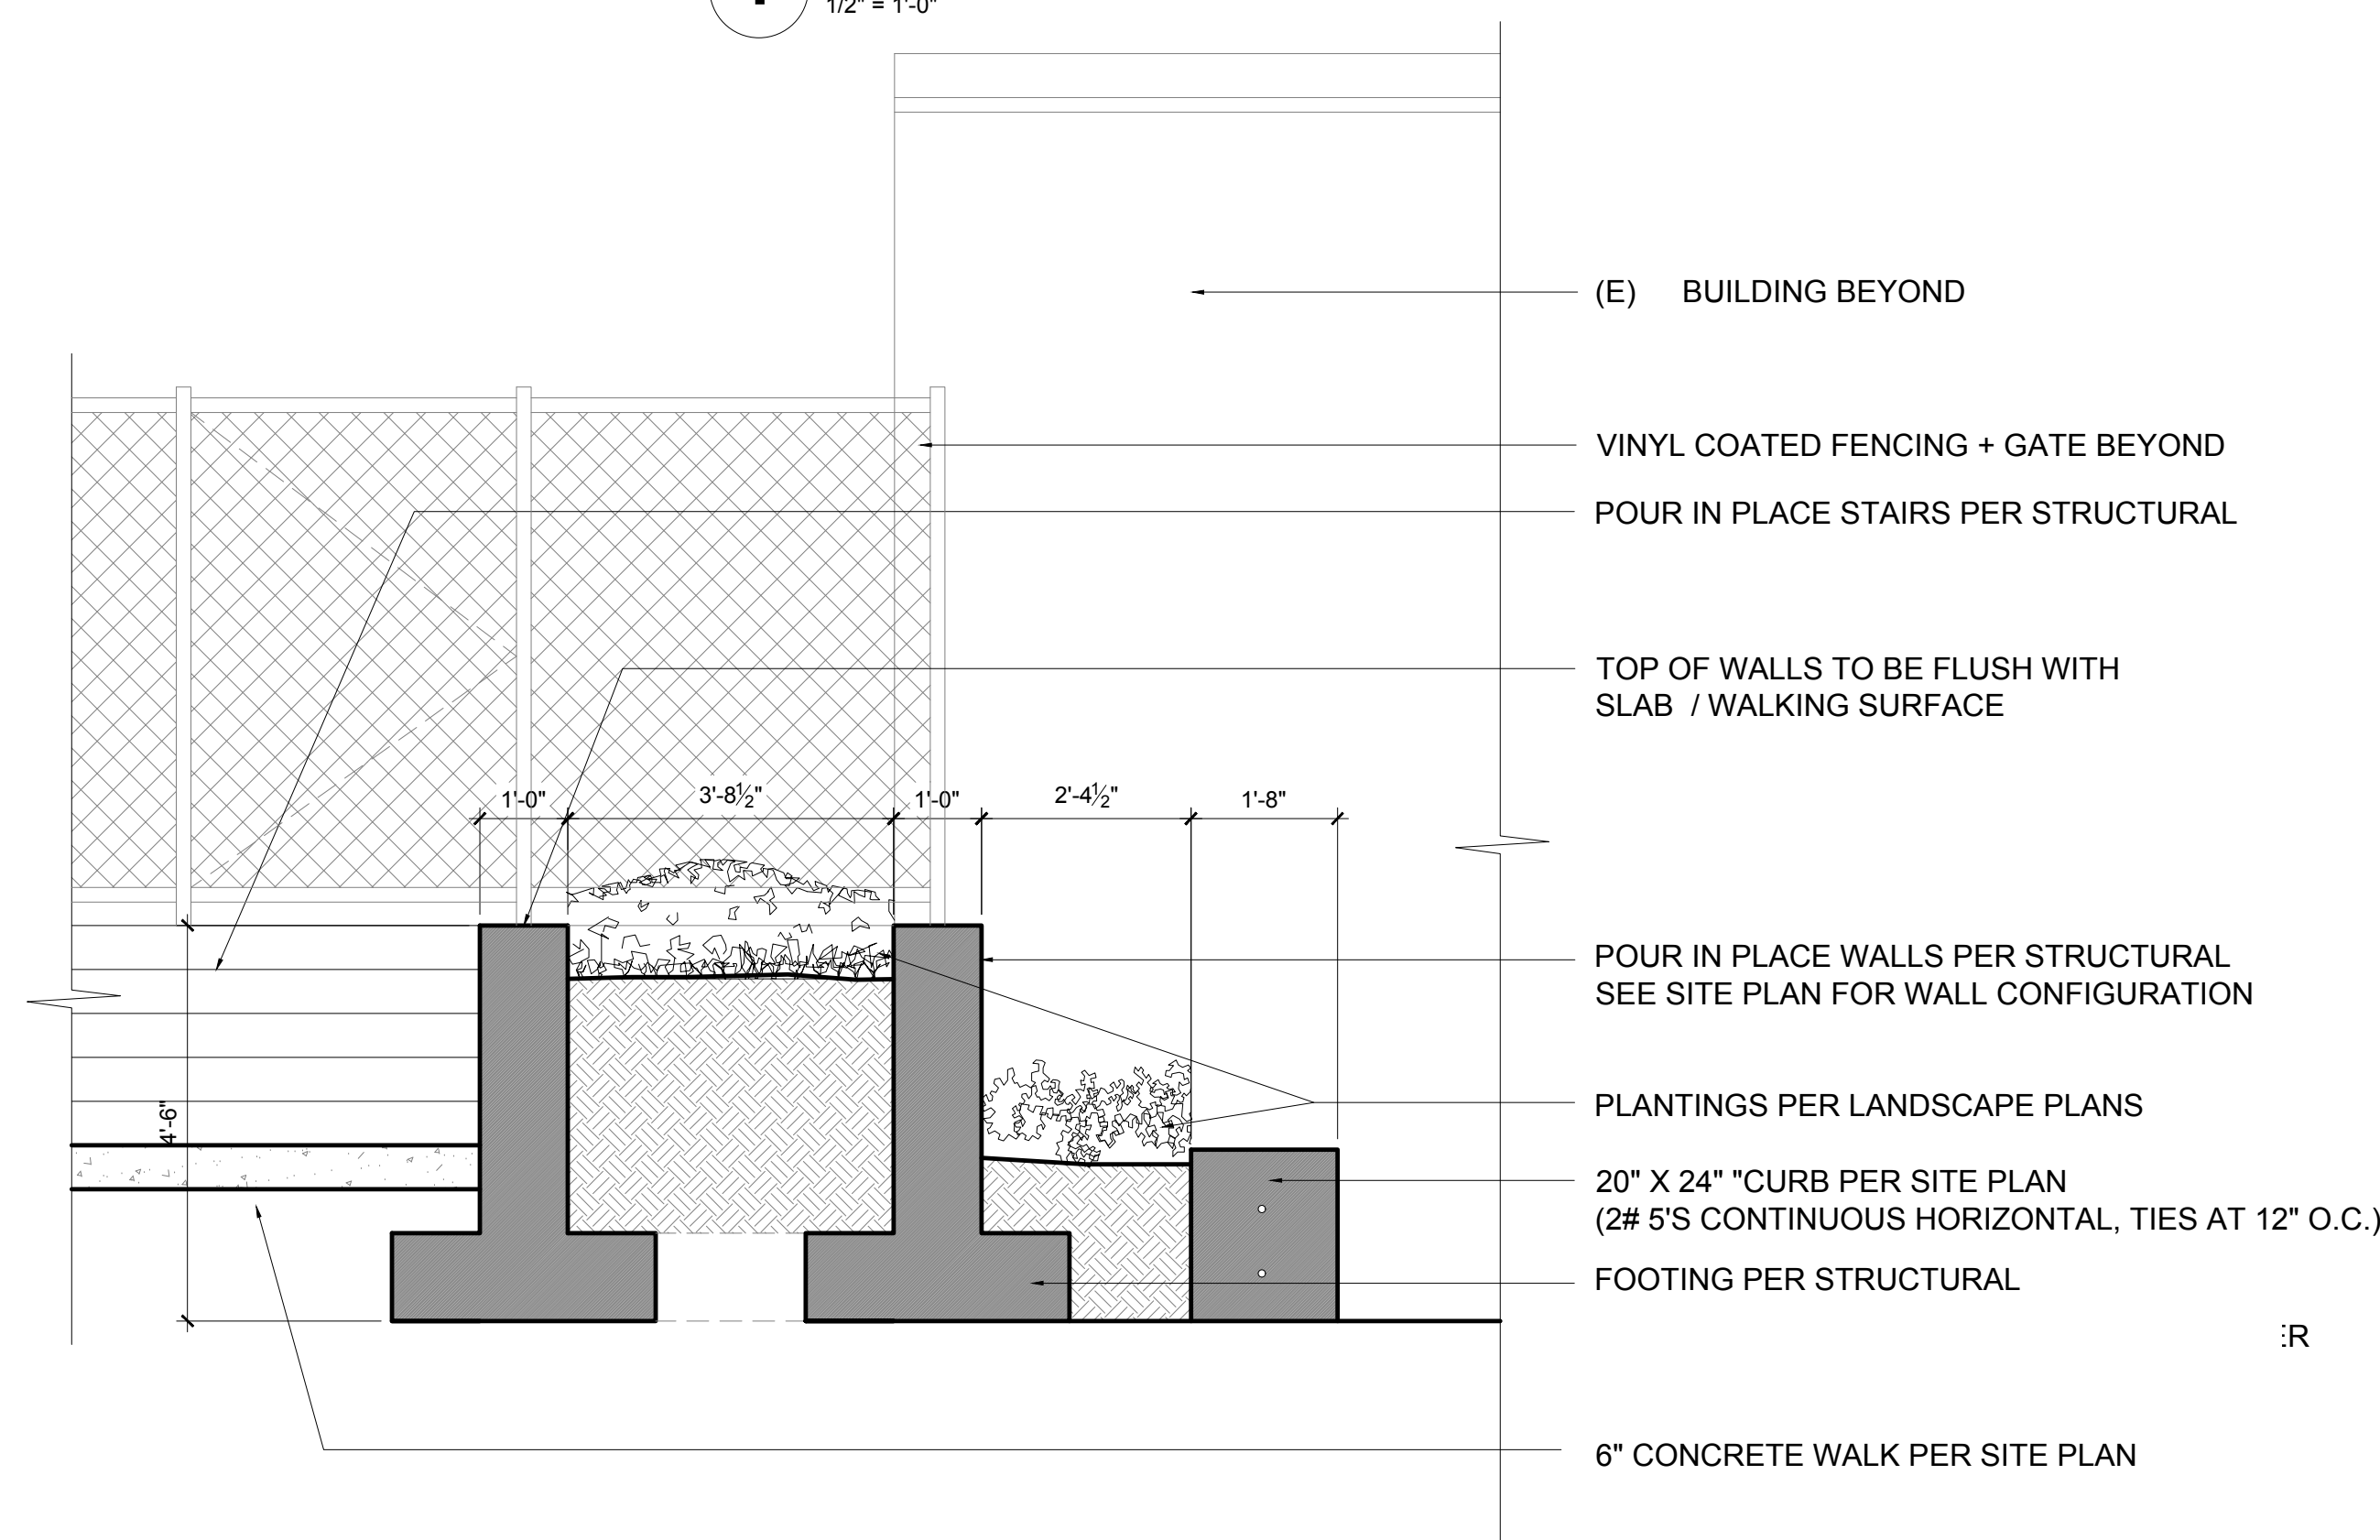 1/2" = 1'-0"
(E) BUILDING BEYOND
VINYL COATED FENCING + GATE BEYOND
POUR IN PLACE STAIRS PER STRUCTURAL
TOP OF WALLS TO BE FLUSH WITH
SLAB / WALKING SURFACE
1'-0" 3'-8½" 1'-0" 2'-4½" 1'-8"
POUR IN PLACE WALLS PER STRUCTURAL
SEE SITE PLAN FOR WALL CONFIGURATION
4'-6"
PLANTINGS PER LANDSCAPE PLANS
20" X 24" "CURB PER SITE PLAN
(2# 5'S CONTINUOUS HORIZONTAL, TIES AT 12" O.C.)
FOOTING PER STRUCTURAL
6" CONCRETE WALK PER SITE PLAN